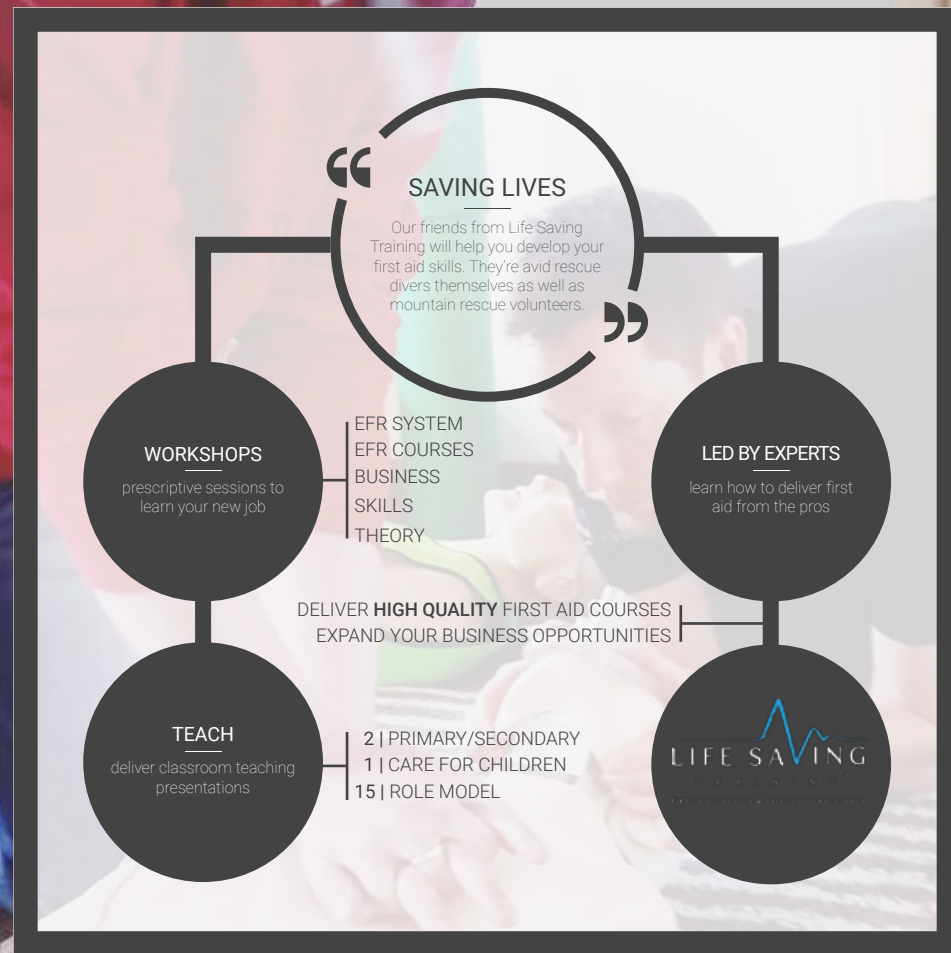 SAVING LIVES
Our friends from Life Saving
Training will help you develop your
first aid skills. They're avid rescue
divers themselves as well as
mountain rescue volunteers.
WORKSHOPS
prescriptive sessions to
learn your new job
EFR SYSTEM
EFR COURSES
BUSINESS
SKILLS
THEORY
LED BY EXPERTS
learn how to deliver first
aid from the pros
DELIVER HIGH QUALITY FIRST AID COURSES
EXPAND YOUR BUSINESS OPPORTUNITIES
TEACH
deliver classroom teaching
presentations
2 | PRIMARY/SECONDARY
1 | CARE FOR CHILDREN
15 | ROLE MODEL
LIFE SAVING
TRAINING